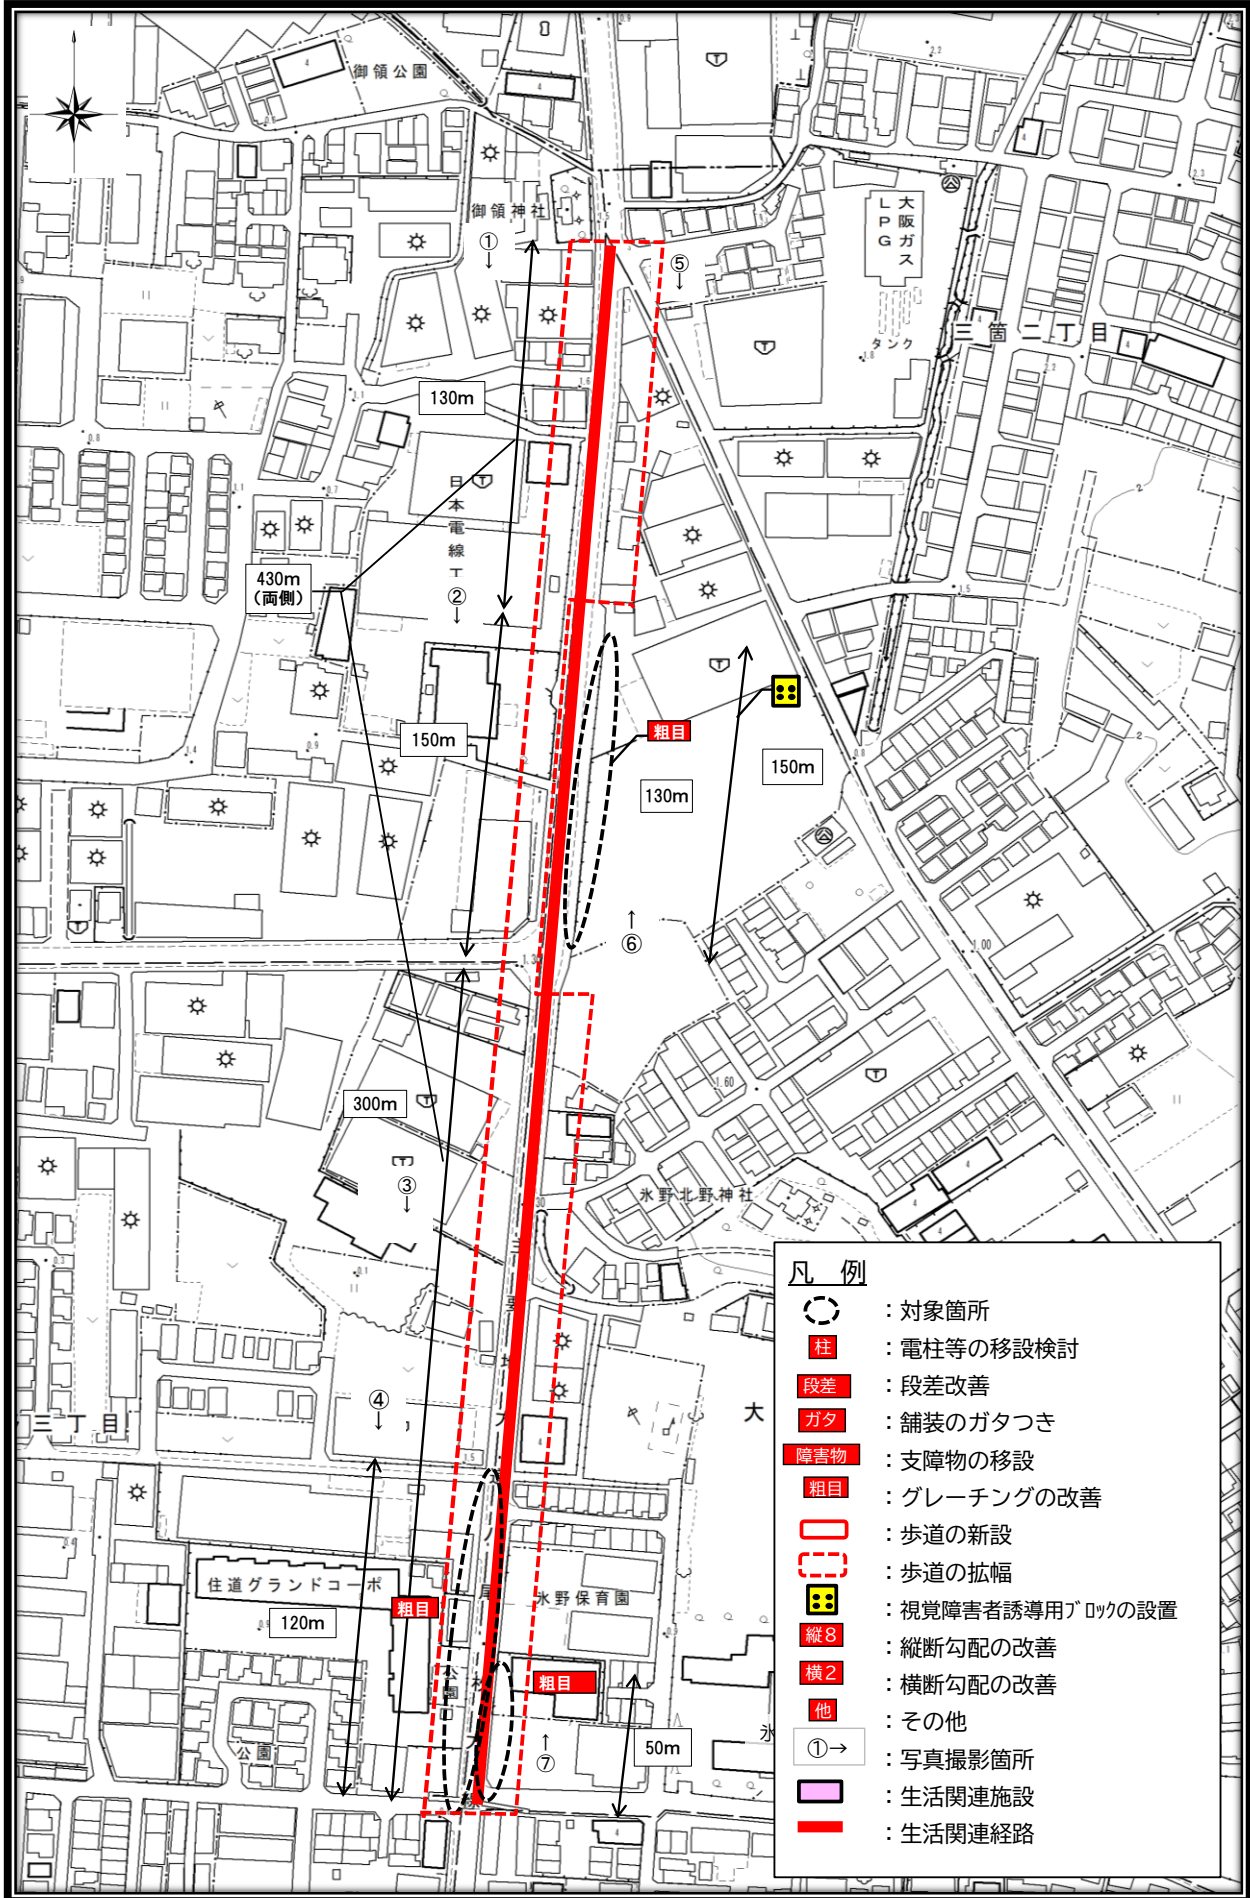 御領公園
御領神社
①
↓
⑤
↓
大阪ガス
LPG
タンク
三箇二丁目
130m
日本電線工
②
↓
430m
(両側)
150m
粗目
130m
150m
↑
⑥
300m
③
↓
氷野北野神社
④
↓
三丁目
大
主要地方
住道グランドコーポ
120m
粗目
氷野保育園
公園
粗目
↑
⑦
50m
公園
氷
凡 例
：対象箇所
柱 ：電柱等の移設検討
段差 ：段差改善
ガタ ：舗装のガタつき
障害物 ：支障物の移設
粗目 ：グレーチングの改善
：歩道の新設
：歩道の拡幅
：視覚障害者誘導用ﾌﾞﾛｯｸの設置
縦8 ：縦断勾配の改善
横2 ：横断勾配の改善
他 ：その他
①→ ：写真撮影箇所
：生活関連施設
：生活関連経路